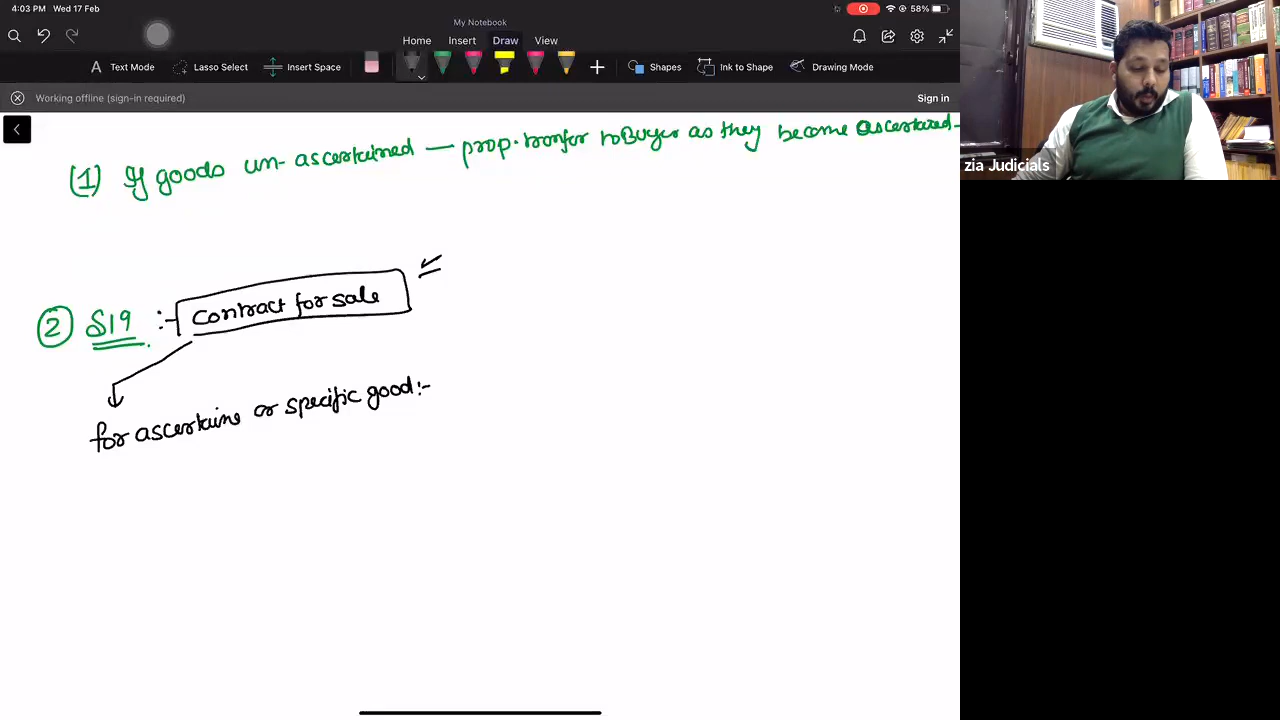 4:03 PM Wed 17 Feb
58%
My Notebook
Home Insert Draw View
Text Mode Lasso Select Insert Space Shapes Ink to Shape Drawing Mode
Working offline (sign-in required) Sign in
(1) If goods un-ascertained — prop. tronfer to Buyer as they become ascertained-
zia Judicials
② S19 :- Contract for sale
for ascertaine or specific good:-